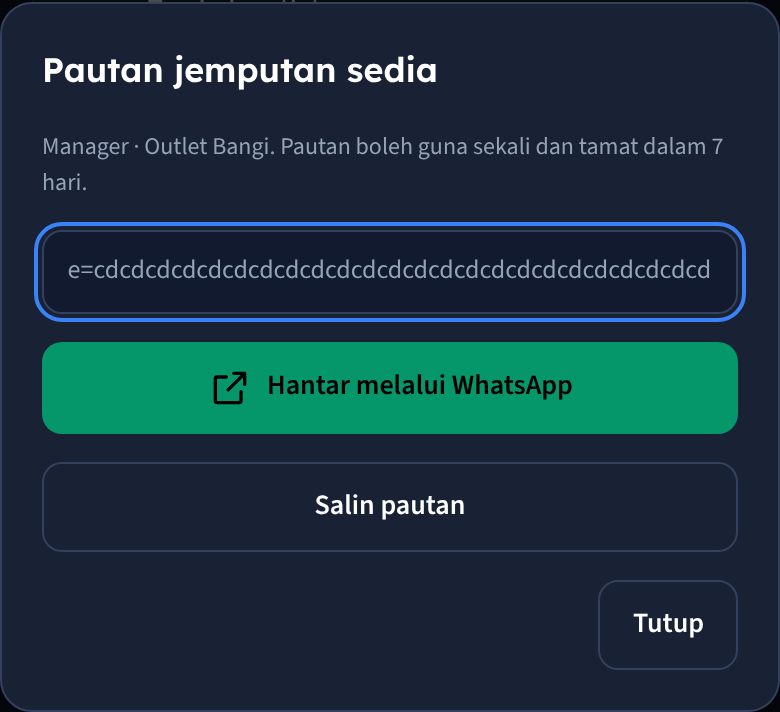 Pautan jemputan sedia
Manager · Outlet Bangi. Pautan boleh guna sekali dan tamat dalam 7
hari.
e=cdcdcdcdcdcdcdcdcdcdcdcdcdcdcdcdcdcdcdcdcdcdcdcd
Hantar melalui WhatsApp
Salin pautan
Tutup